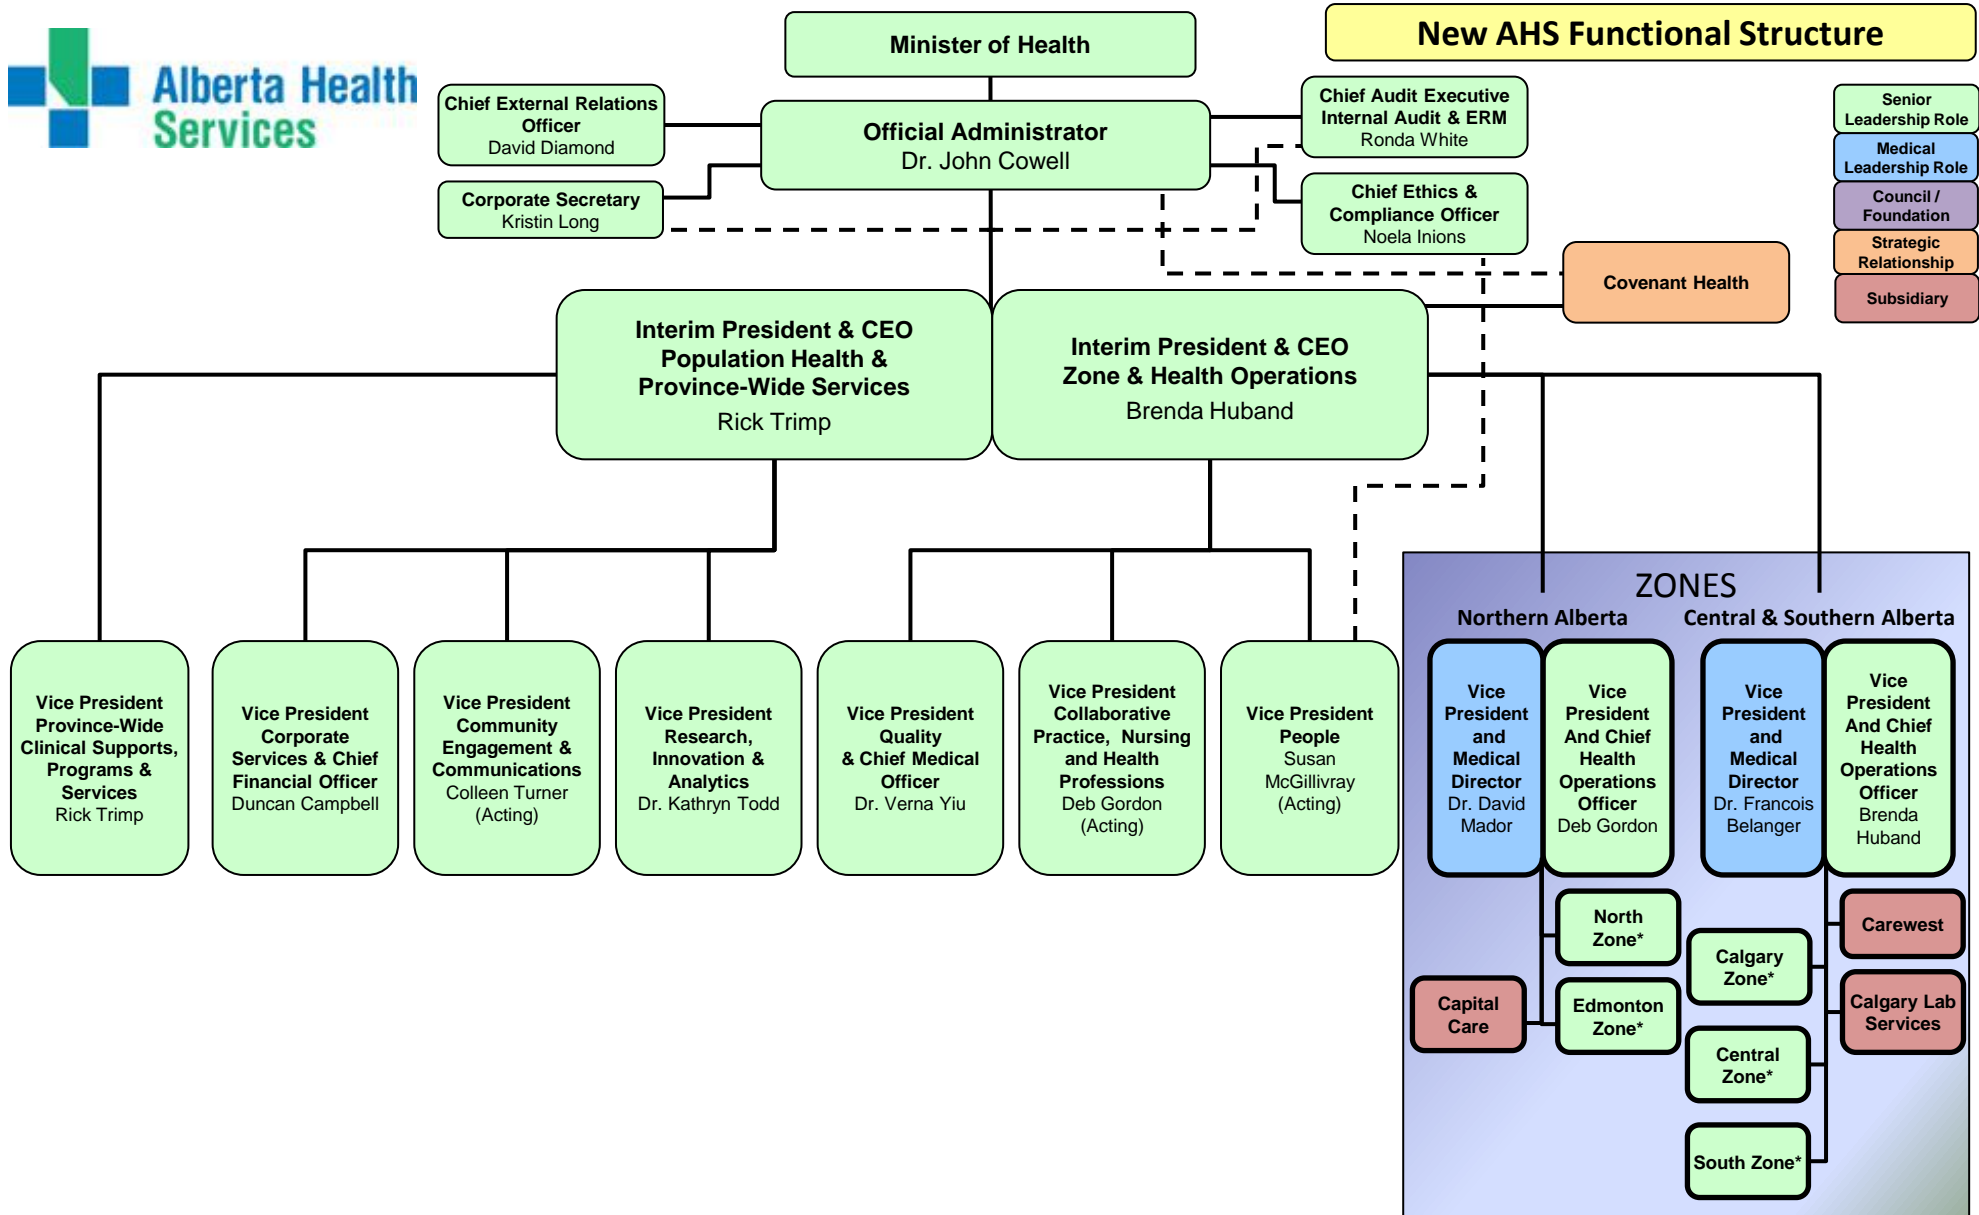 Alberta Health
Services
Minister of Health
New AHS Functional Structure
Chief External Relations
Officer
David Diamond
Official Administrator
Dr. John Cowell
Chief Audit Executive
Internal Audit & ERM
Ronda White
Corporate Secretary
Kristin Long
Chief Ethics &
Compliance Officer
Noela Inions
Senior
Leadership Role
Medical
Leadership Role
Council /
Foundation
Strategic
Relationship
Subsidiary
Covenant Health
Interim President & CEO
Population Health &
Province-Wide Services
Rick Trimp
Interim President & CEO
Zone & Health Operations
Brenda Huband
Vice President
Province-Wide
Clinical Supports,
Programs &
Services
Rick Trimp
Vice President
Corporate
Services & Chief
Financial Officer
Duncan Campbell
Vice President
Community
Engagement &
Communications
Colleen Turner
(Acting)
Vice President
Research,
Innovation &
Analytics
Dr. Kathryn Todd
Vice President
Quality
& Chief Medical
Officer
Dr. Verna Yiu
Vice President
Collaborative
Practice, Nursing
and Health
Professions
Deb Gordon
(Acting)
Vice President
People
Susan
McGillivray
(Acting)
ZONES
Northern Alberta
Central & Southern Alberta
Vice
President
and
Medical
Director
Dr. David
Mador
Vice
President
And Chief
Health
Operations
Officer
Deb Gordon
Vice
President
and
Medical
Director
Dr. Francois
Belanger
Vice
President
And Chief
Health
Operations
Officer
Brenda
Huband
North
Zone*
Capital
Care
Edmonton
Zone*
Calgary
Zone*
Carewest
Calgary Lab
Services
Central
Zone*
South Zone*